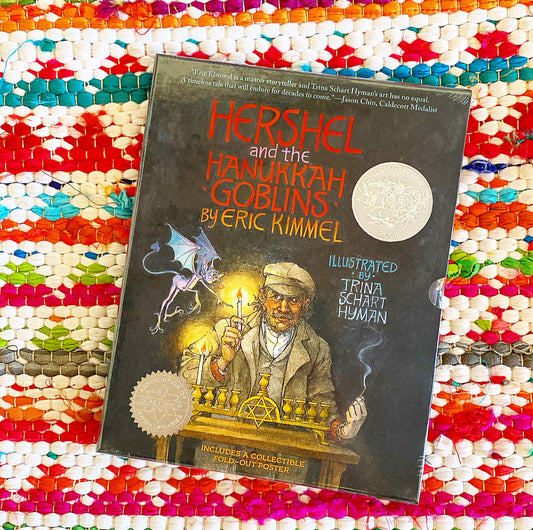 "Eric Kimmel is a master storyteller and Trina Schart Hyman's art has no equal.
A timeless tale that will endure for decades to come."—Jason Chin, Caldecott Medalist
HERSHEL
and the
HANUKKAH
GOBLINS
BY ERIC KIMMEL
ILLUSTRATED
BY
TRINA
SCHART
HYMAN
INCLUDES A COLLECTIBLE
FOLD-OUT POSTER